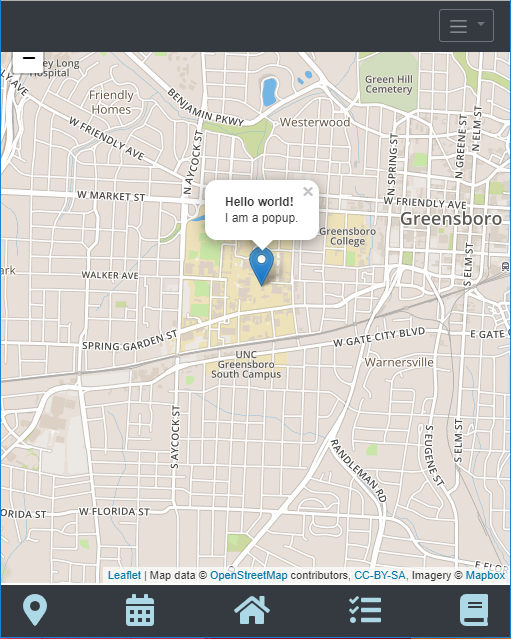 ey Long
Hospital
Green Hill
Cemetery
Friendly
Homes
BENJAMIN PKWY
Westerwood
W FRIENDLY AVE
N AYCOCK ST
N SPRING ST
N GREENE ST
N ELM ST
W MARKET ST
Hello world!
I am a popup.
×
W FRIENDLY AVE
Greensboro
Greensboro
College
ark
WALKER AVE
S ELM ST
SPRING GARDEN ST
W GATE CITY BLVD
E GATE C
UNC
Greensboro
South Campus
Warnersville
S AYCOCK ST
S EUGENE ST
S ELM ST
RANDLEMAN RD
ORIDA ST
W FLORIDA ST
E FLOR
Leaflet | Map data © OpenStreetMap contributors, CC-BY-SA, Imagery © Mapbox